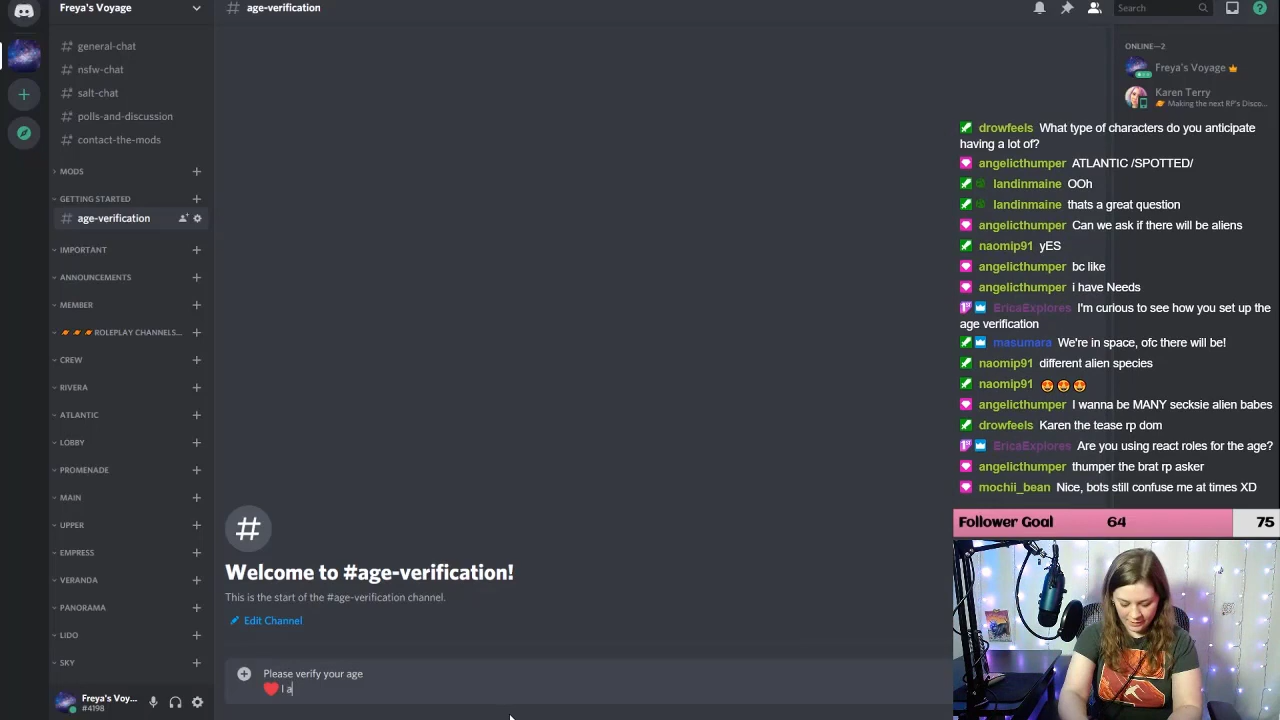 Freya's Voyage
general-chat
nsfw-chat
salt-chat
polls-and-discussion
contact-the-mods
MODS
GETTING STARTED
age-verification
IMPORTANT
ANNOUNCEMENTS
MEMBER
ROLEPLAY CHANNELS...
CREW
RIVERA
ATLANTIC
LOBBY
PROMENADE
MAIN
UPPER
EMPRESS
VERANDA
PANORAMA
LIDO
SKY
Freya's Voy...
#4198
age-verification
Welcome to #age-verification!
This is the start of the #age-verification channel.
Edit Channel
Please verify your age
❤️ I a
Search
ONLINE—2
Freya's Voyage
Karen Terry
Making the next RP's Disco...
drowfeels What type of characters do you anticipate
having a lot of?
angelicthumper ATLANTIC /SPOTTED/
landinmaine OOh
landinmaine thats a great question
angelicthumper Can we ask if there will be aliens
naomip91 yES
angelicthumper bc like
angelicthumper i have Needs
EricaExplores I'm curious to see how you set up the
age verification
masumara We're in space, ofc there will be!
naomip91 different alien species
naomip91 😍 😍 😍
angelicthumper I wanna be MANY secksie alien babes
drowfeels Karen the tease rp dom
EricaExplores Are you using react roles for the age?
angelicthumper thumper the brat rp asker
mochii_bean Nice, bots still confuse me at times XD
Follower Goal 64 75